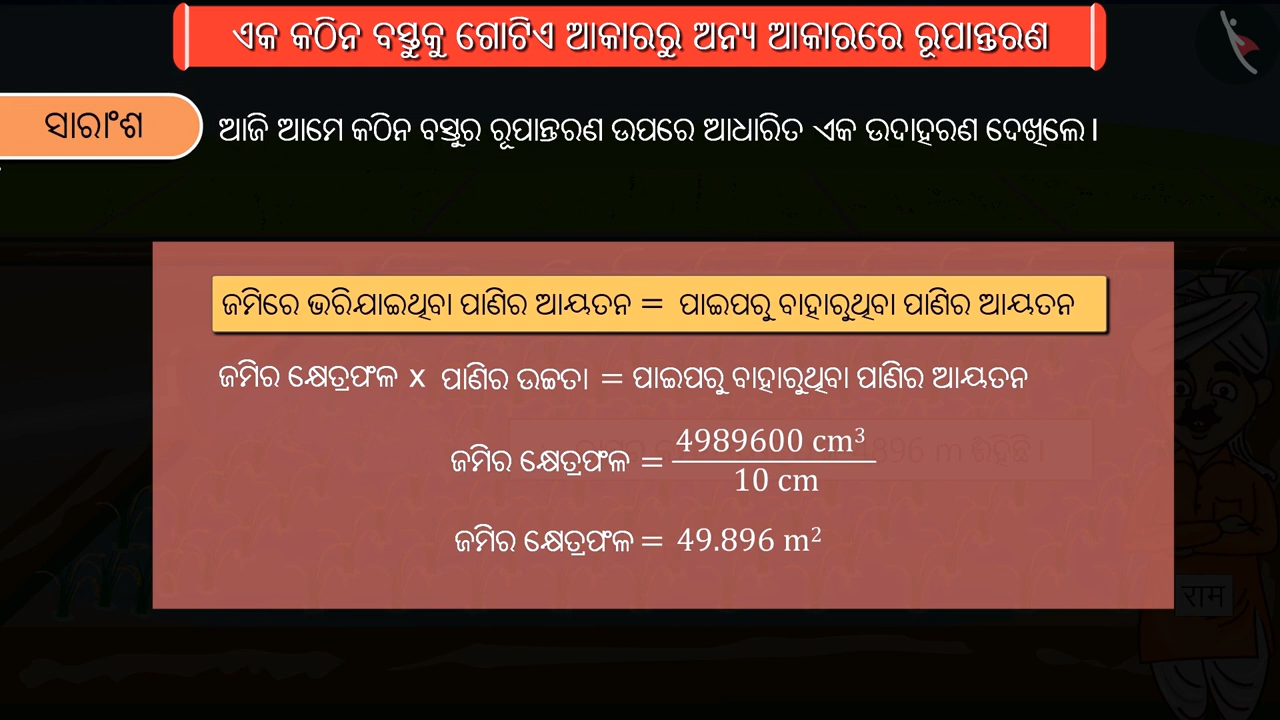 ଏକ କଠିନ ବସ୍ତୁକୁ ଗୋଟିଏ ଆକାରରୁ ଅନ୍ୟ ଆକାରରେ ରୂପାନ୍ତରଣ
ସାରାଂଶ
ଆଜି ଆମେ କଠିନ ବସ୍ତୁର ରୂପାନ୍ତରଣ ଉପରେ ଆଧାରିତ ଏକ ଉଦାହରଣ ଦେଖିଲେ ।
ଜମିରେ ଭରିଯାଇଥିବା ପାଣିର ଆୟତନ = ପାଇପରୁ ବାହାରୁଥିବା ପାଣିର ଆୟତନ
ଜମିର କ୍ଷେତ୍ରଫଳ x ପାଣିର ଉଚ୍ଚତା = ପାଇପରୁ ବାହାରୁଥିବା ପାଣିର ଆୟତନ
ଜମିର କ୍ଷେତ୍ରଫଳ = 4989600 cm³ / 10 cm
ଜମିର କ୍ଷେତ୍ରଫଳ = 49.896 m²
राम